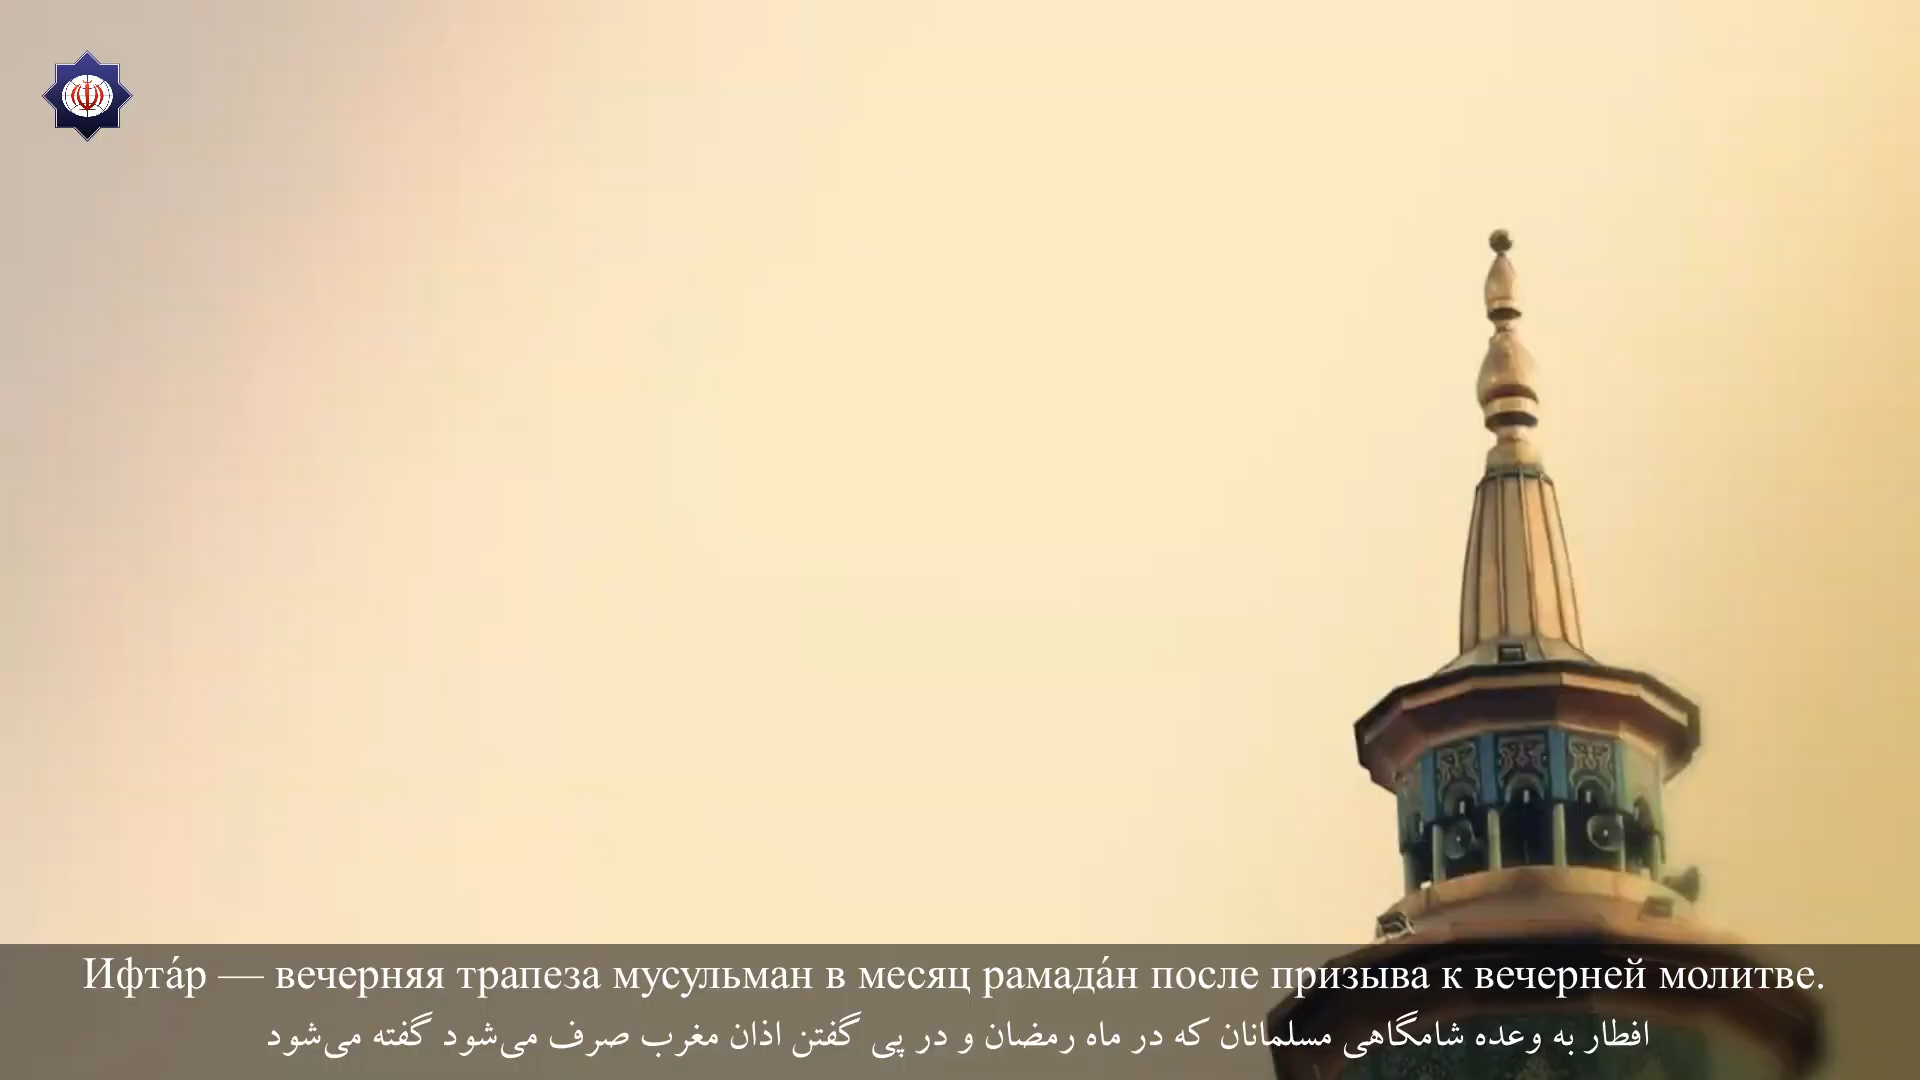 Ифта́р — вечерняя трапеза мусульман в месяц рамада́н после призыва к вечерней молитве.
افطار به وعده شامگاهی مسلمانان که در ماه رمضان و در پی گفتن اذان مغرب صرف می‌شود گفته می‌شود